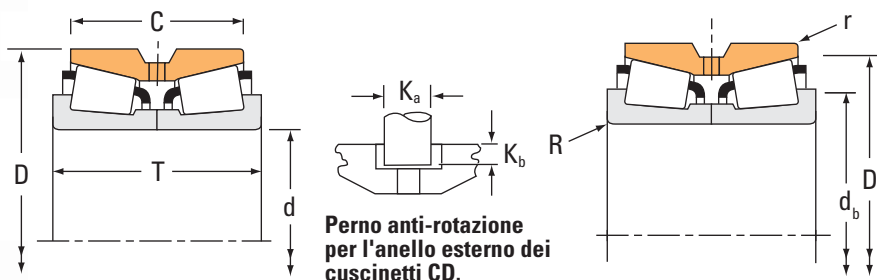 C
D
T
d
Ka
Kb
Perno anti-rotazione
per l'anello esterno dei
cuscinetti CD.
r
R
db
D